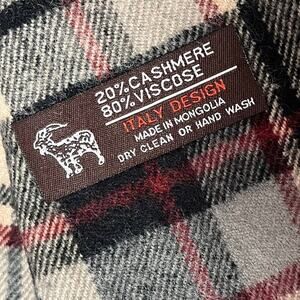 20% CASHMERE
80% VISCOSE
ITALY DESIGN
MADE IN MONGOLIA
DRY CLEAN OR HAND WASH